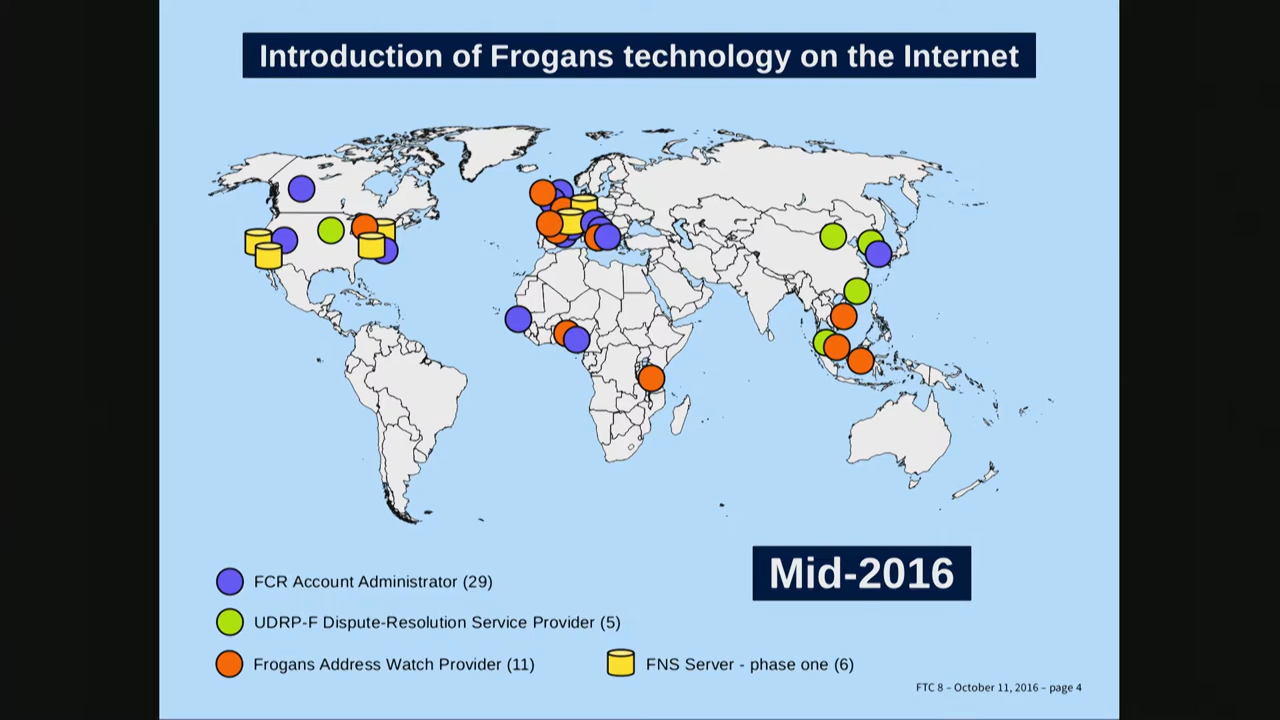 Introduction of Frogans technology on the Internet
Mid-2016
FCR Account Administrator (29)
UDRP-F Dispute-Resolution Service Provider (5)
Frogans Address Watch Provider (11)
FNS Server - phase one (6)
FTC 8 – October 11, 2016 – page 4